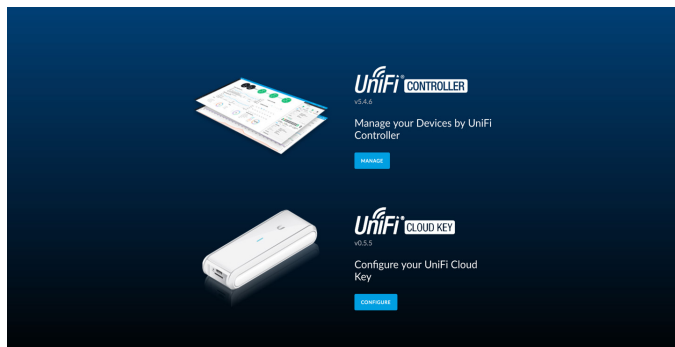 UniFi CONTROLLER
v5.4.6
Manage your Devices by UniFi
Controller
MANAGE
UniFi CLOUD KEY
v0.5.5
Configure your UniFi Cloud
Key
CONFIGURE